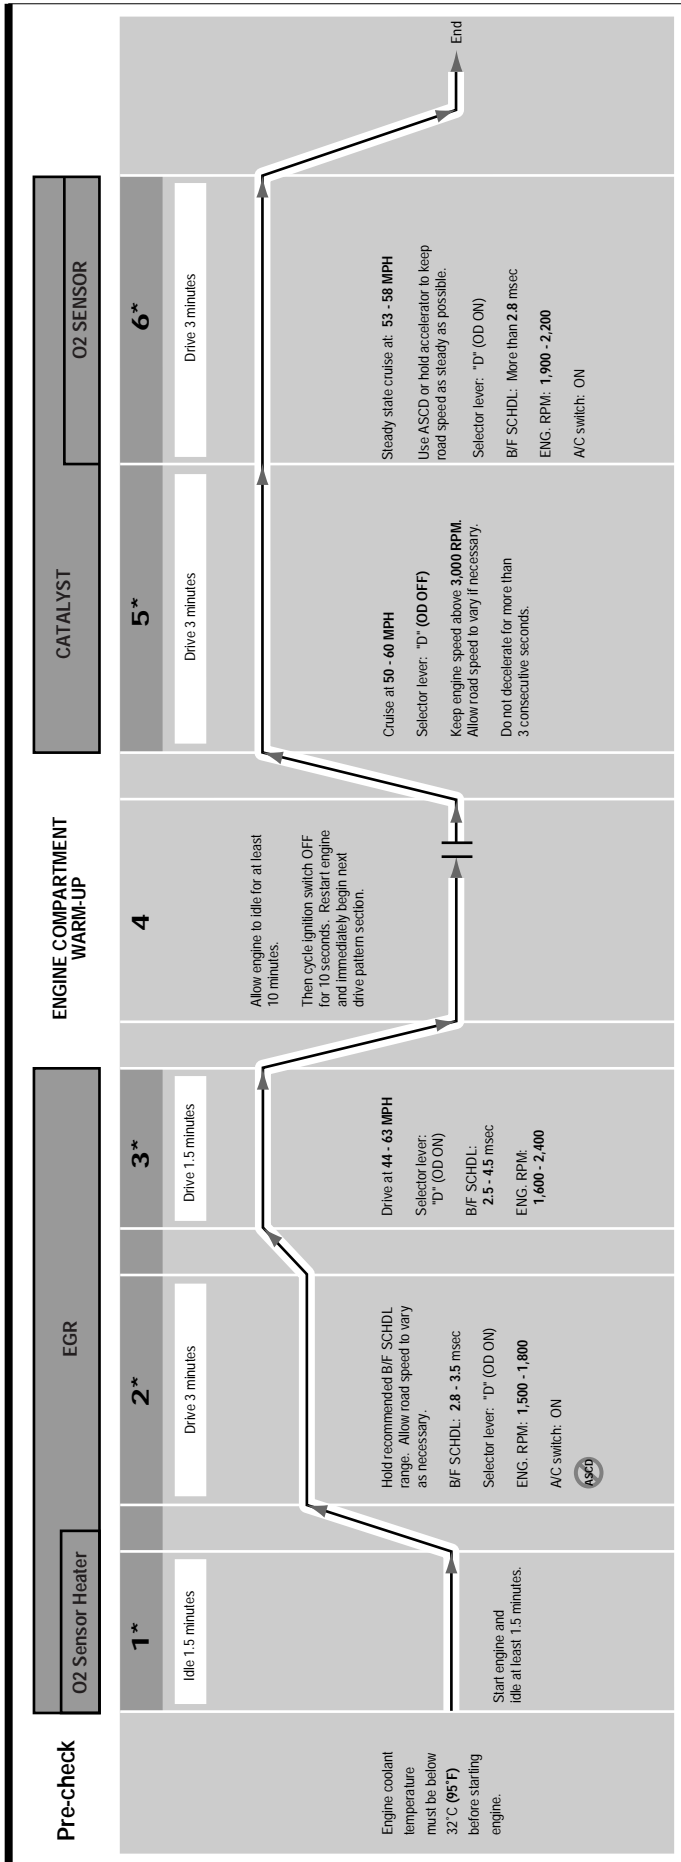 Pre-check
Engine coolant
temperature
must be below
32˚C (95˚F)
before starting
engine.
EGR
O2 Sensor Heater
1*
Idle 1.5 minutes
Start engine and
idle at least 1.5 minutes.
2*
Drive 3 minutes
Hold recommended B/F SCHDL
range. Allow road speed to vary
as necessary.
B/F SCHDL: 2.8 - 3.5 msec
Selector lever: "D" (OD ON)
ENG. RPM: 1,500 - 1,800
A/C switch: ON
ASCD
3*
Drive 1.5 minutes
Drive at 44 - 63 MPH
Selector lever:
"D" (OD ON)
B/F SCHDL:
2.5 - 4.5 msec
ENG. RPM:
1,600 - 2,400
ENGINE COMPARTMENT
WARM-UP
4
Allow engine to idle for at least
10 minutes.
Then cycle ignition switch OFF
for 10 seconds. Restart engine
and immediately begin next
drive pattern section.
CATALYST
5*
Drive 3 minutes
Cruise at 50 - 60 MPH
Selector lever: "D" (OD OFF)
Keep engine speed above 3,000 RPM.
Allow road speed to vary if necessary.
Do not decelerate for more than
3 consecutive seconds.
O2 SENSOR
6*
Drive 3 minutes
Steady state cruise at: 53 - 58 MPH
Use ASCD or hold accelerator to keep
road speed as steady as possible.
Selector lever: "D" (OD ON)
B/F SCHDL: More than 2.8 msec
ENG. RPM: 1,900 - 2,200
A/C switch: ON
End